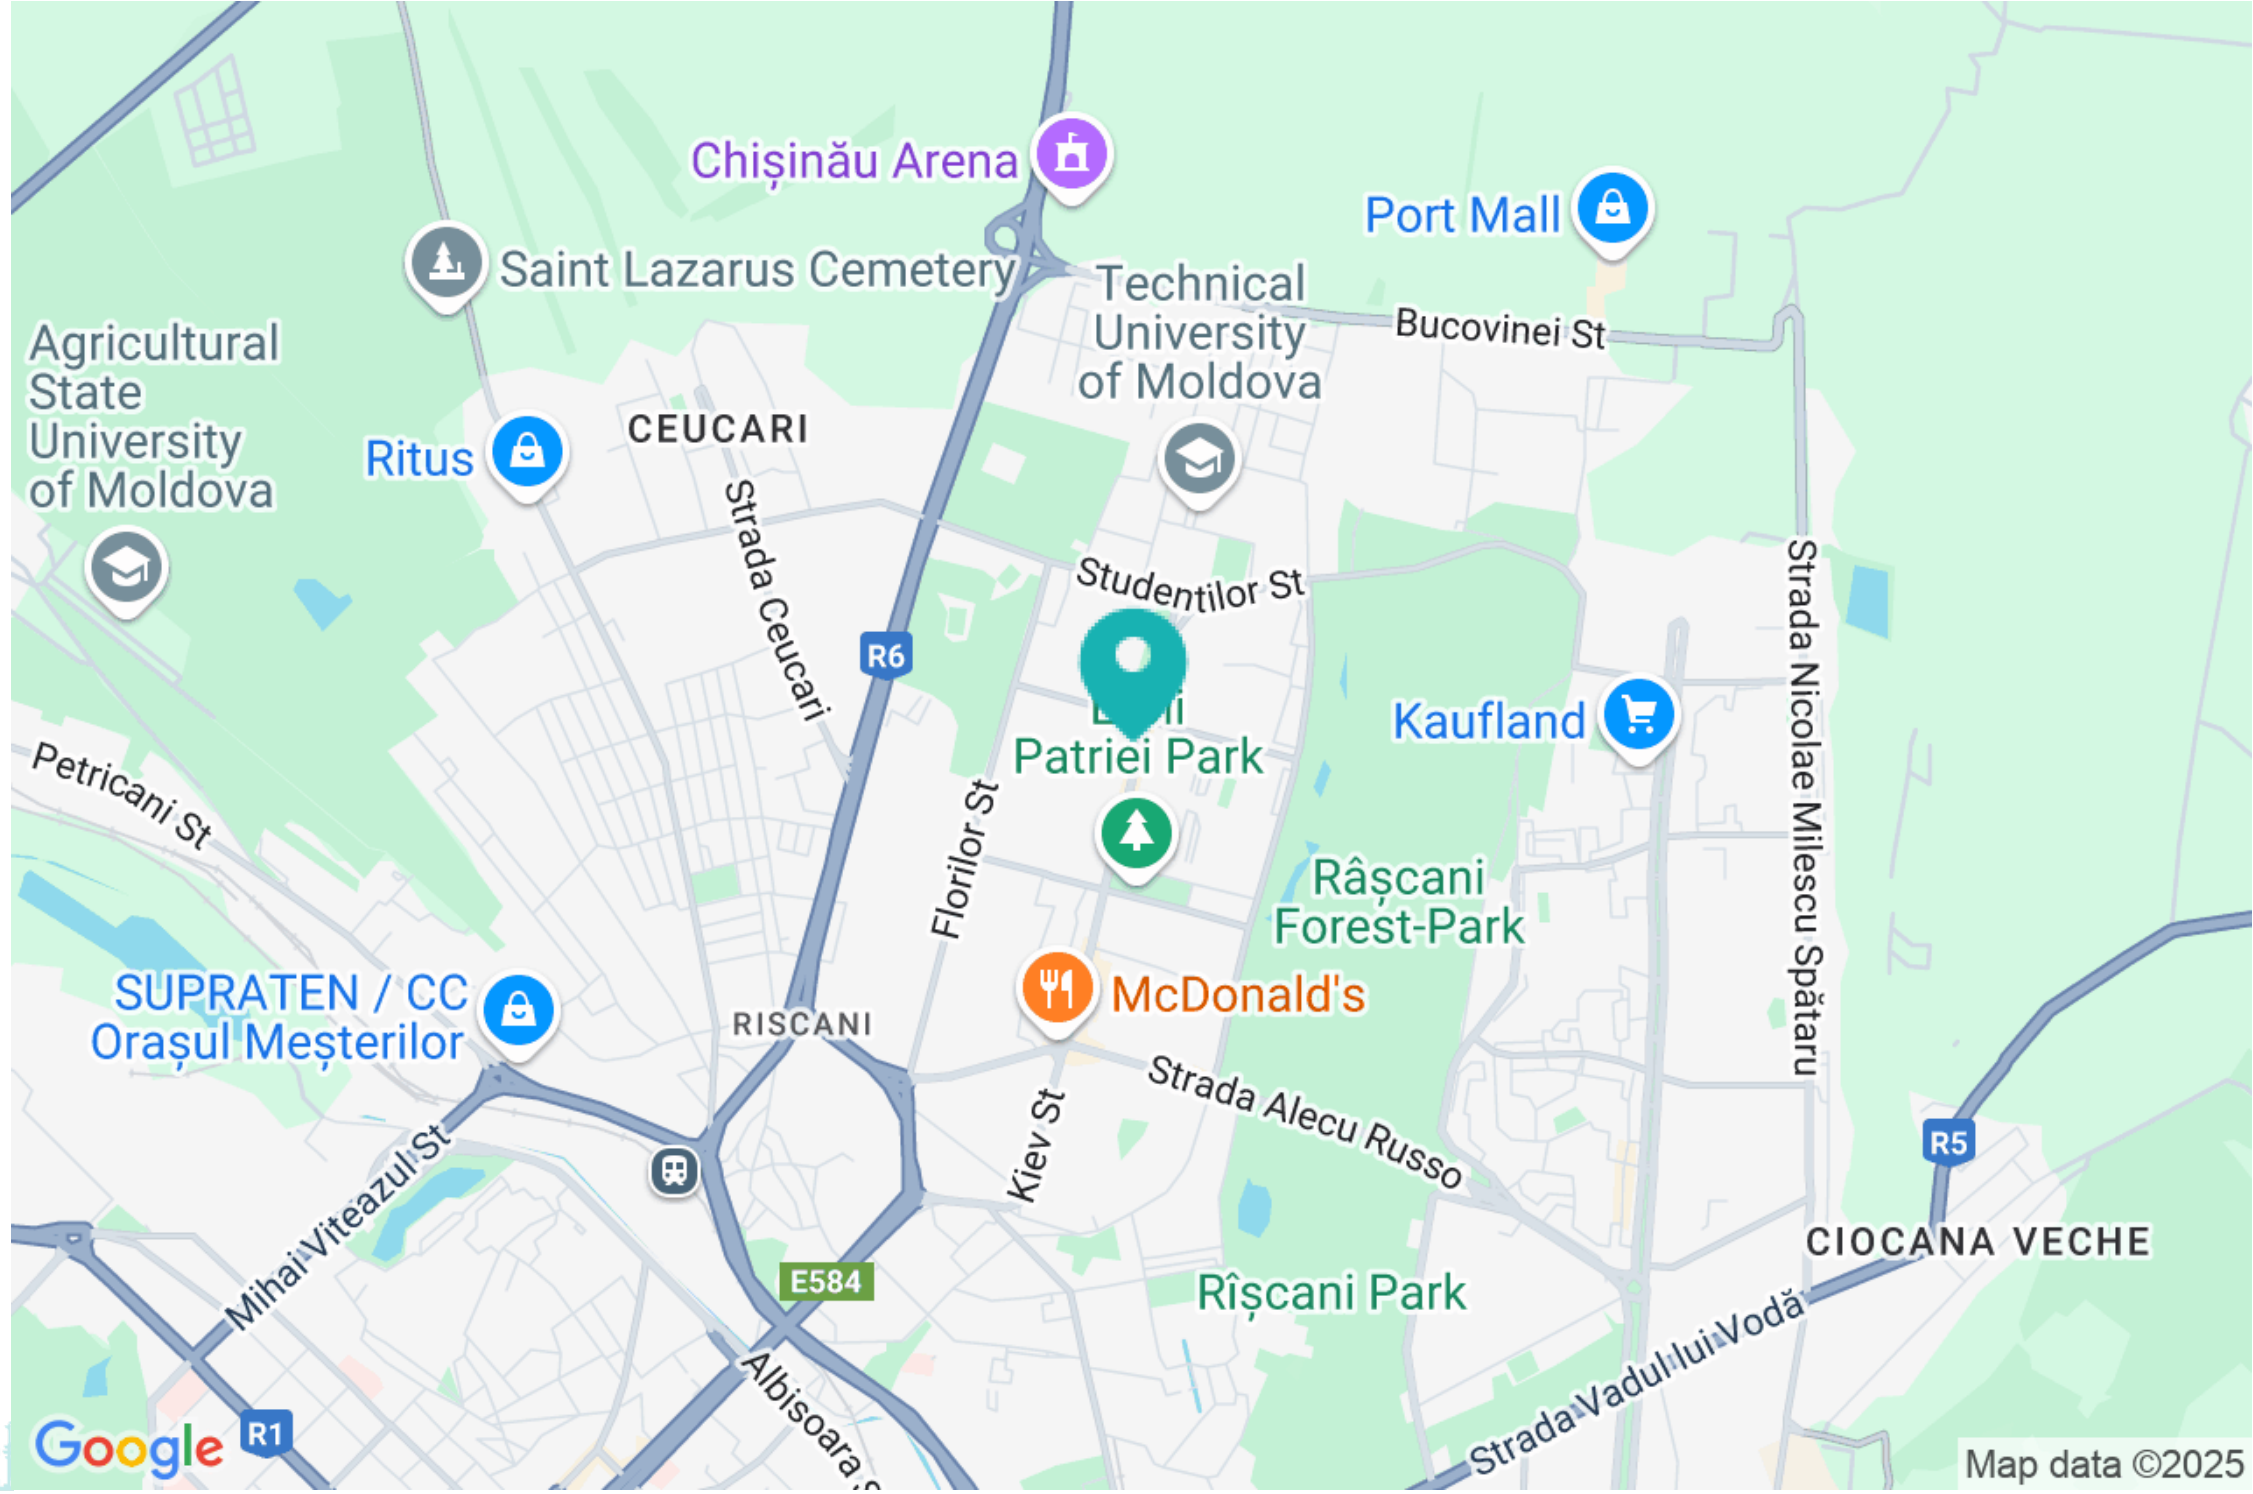 Chișinău Arena
Port Mall
Saint Lazarus Cemetery
Technical
University
of Moldova
Bucovinei St
Agricultural
State
University
of Moldova
CEUCARI
Ritus
Strada Ceucari
Studentilor St
R6
Patriei Park
Kaufland
Strada Nicolae Milescu Spătaru
Petricani St
Florilor St
Râșcani
Forest-Park
SUPRATEN / CC
Orașul Meșterilor
McDonald's
RISCANI
Strada Alecu Russo
Kiev St
Mihai Viteazul St
R5
CIOCANA VECHE
E584
Rîșcani Park
Strada Vadul lui Vodă
Albisoara S
Google
R1
Map data ©2025